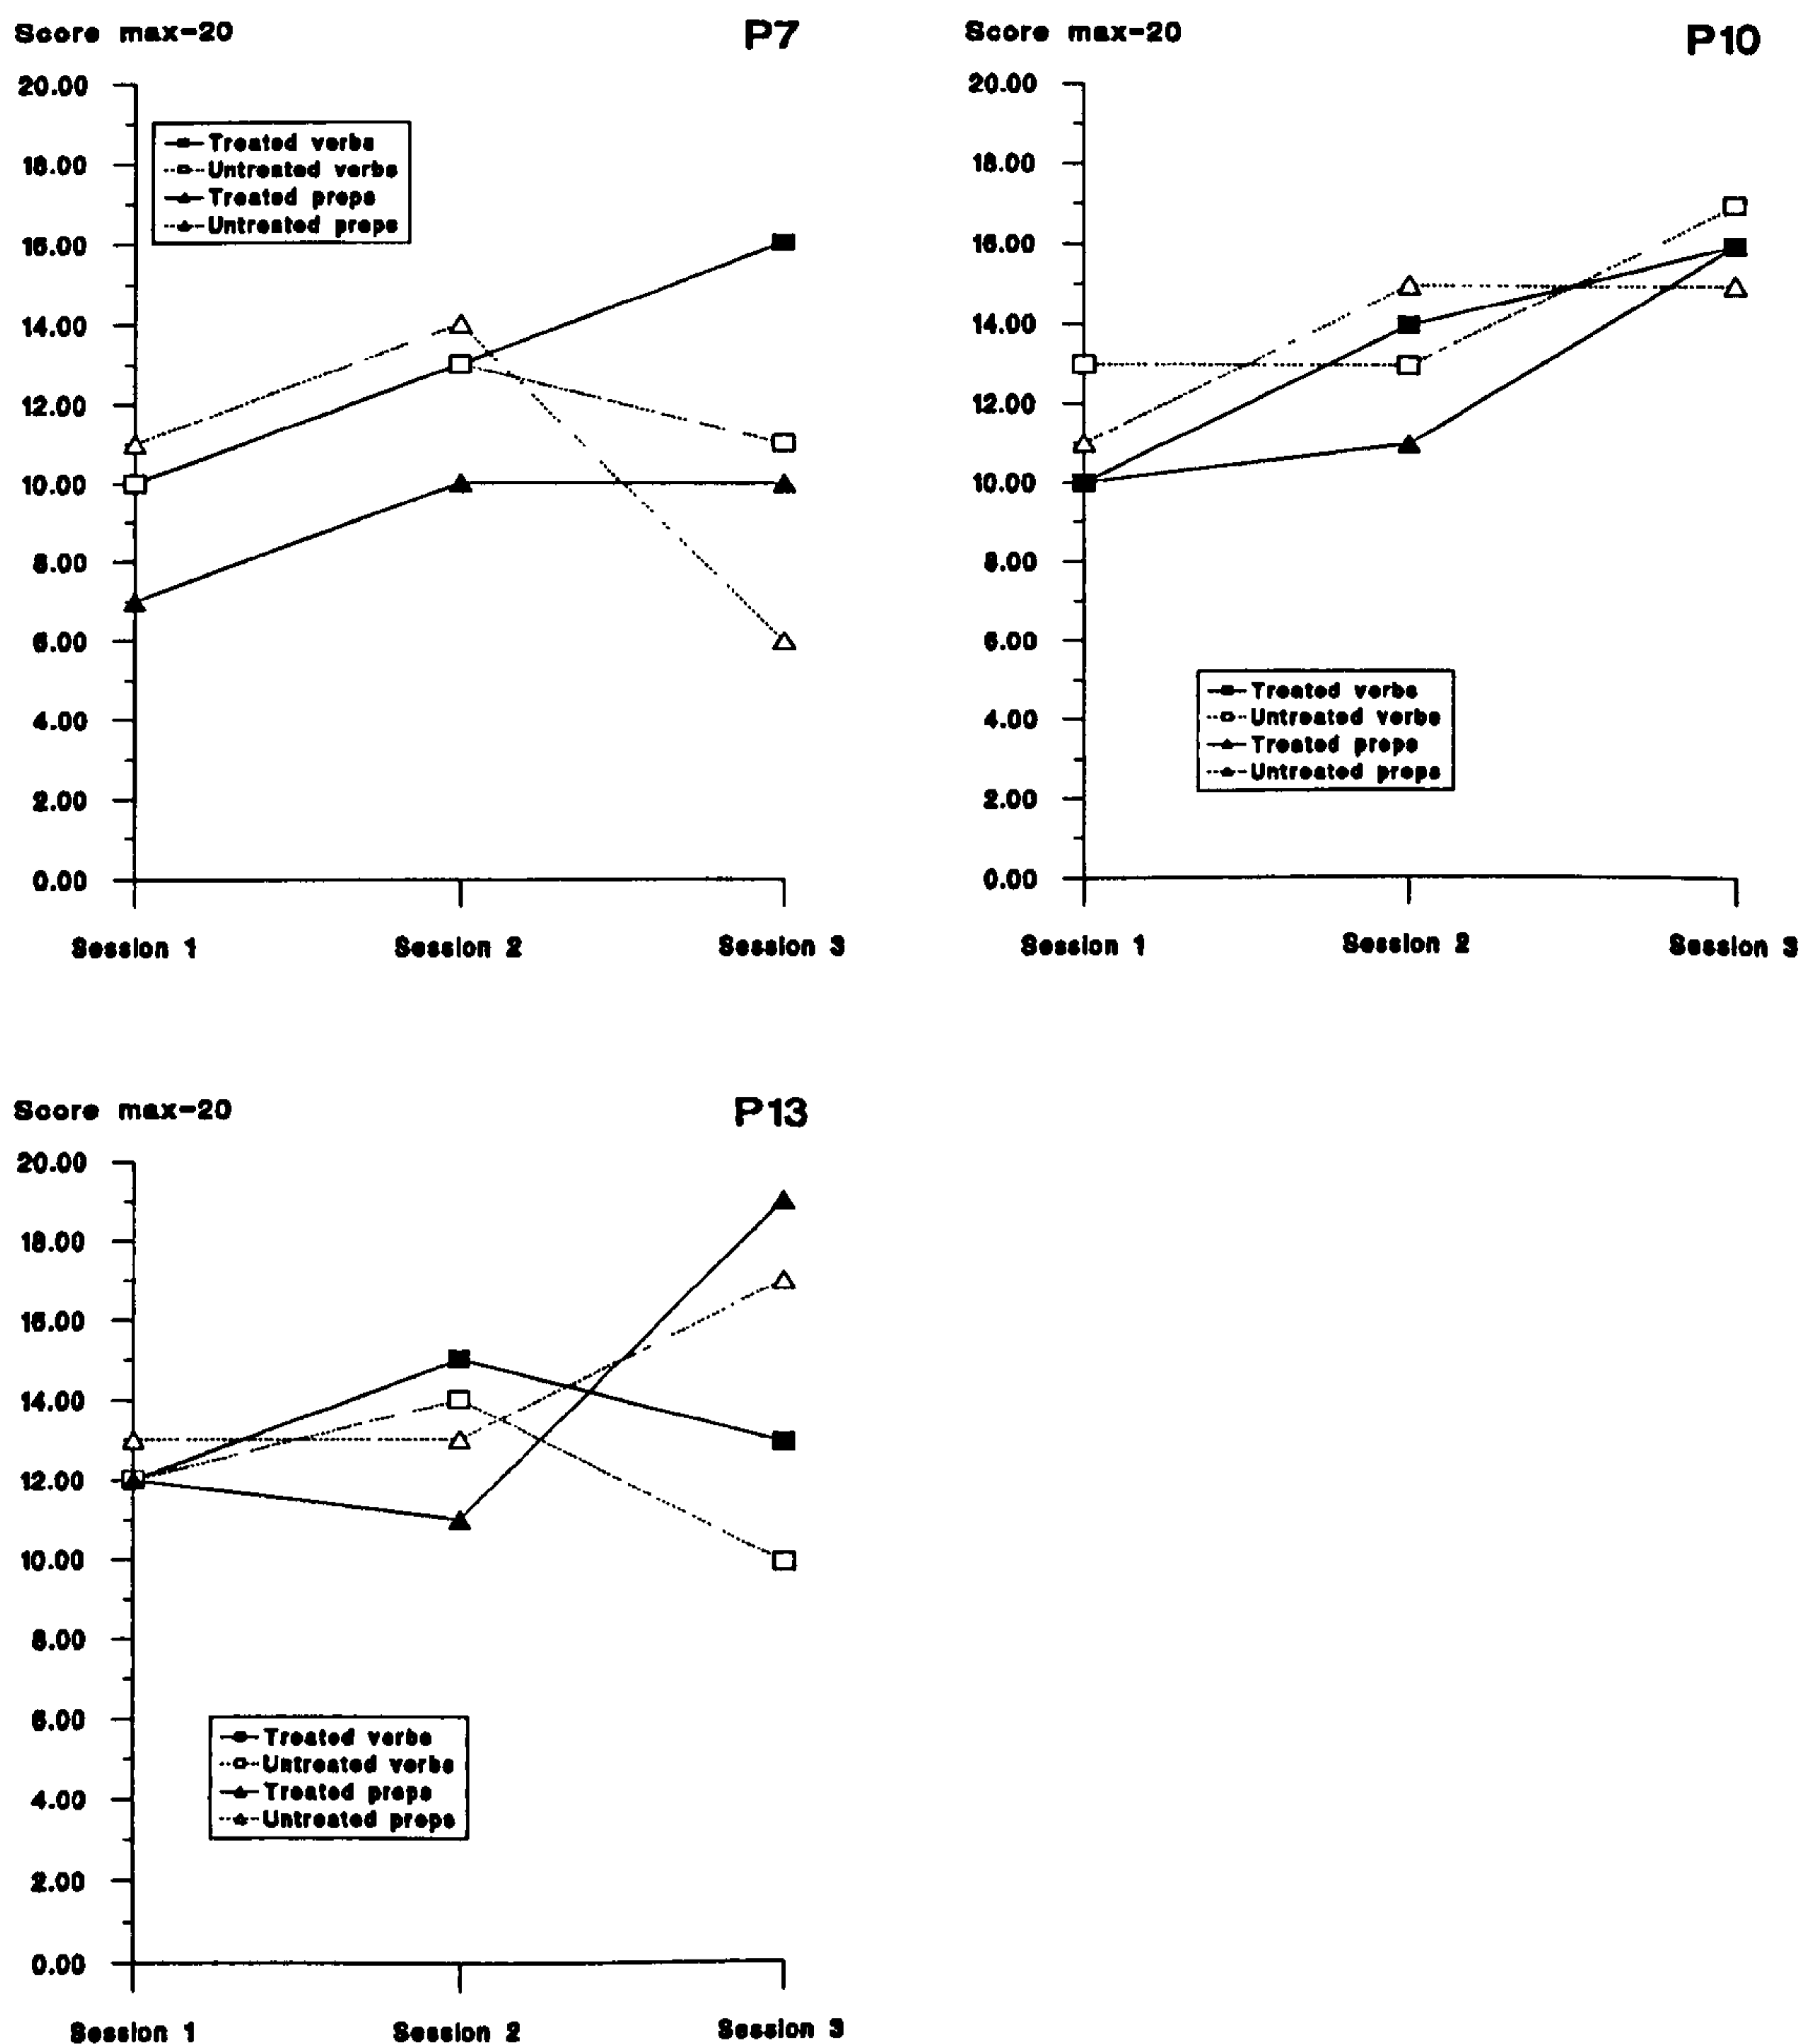 Score max=20
P7
20.00
18.00
16.00
14.00
12.00
10.00
8.00
6.00
4.00
2.00
0.00
Treated verbs
Untreated verbs
Treated preps
Untreated preps
Session 1
Session 2
Session 3
Score max=20
P10
20.00
18.00
16.00
14.00
12.00
10.00
8.00
6.00
4.00
2.00
0.00
Treated verbs
Untreated verbs
Treated preps
Untreated preps
Session 1
Session 2
Session 3
Score max=20
P13
20.00
18.00
16.00
14.00
12.00
10.00
8.00
6.00
4.00
2.00
0.00
Treated verbs
Untreated verbs
Treated preps
Untreated preps
Session 1
Session 2
Session 3